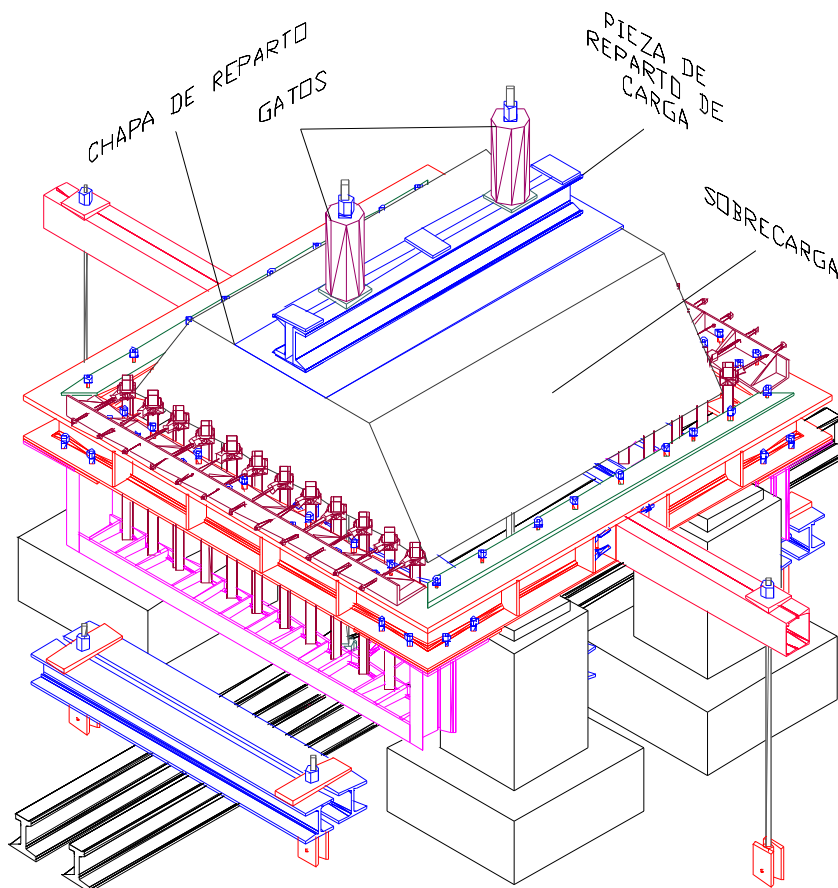 CHAPA DE REPARTO
GATOS
PIEZA DE
REPARTO DE
CARGA
SOBRECARGA